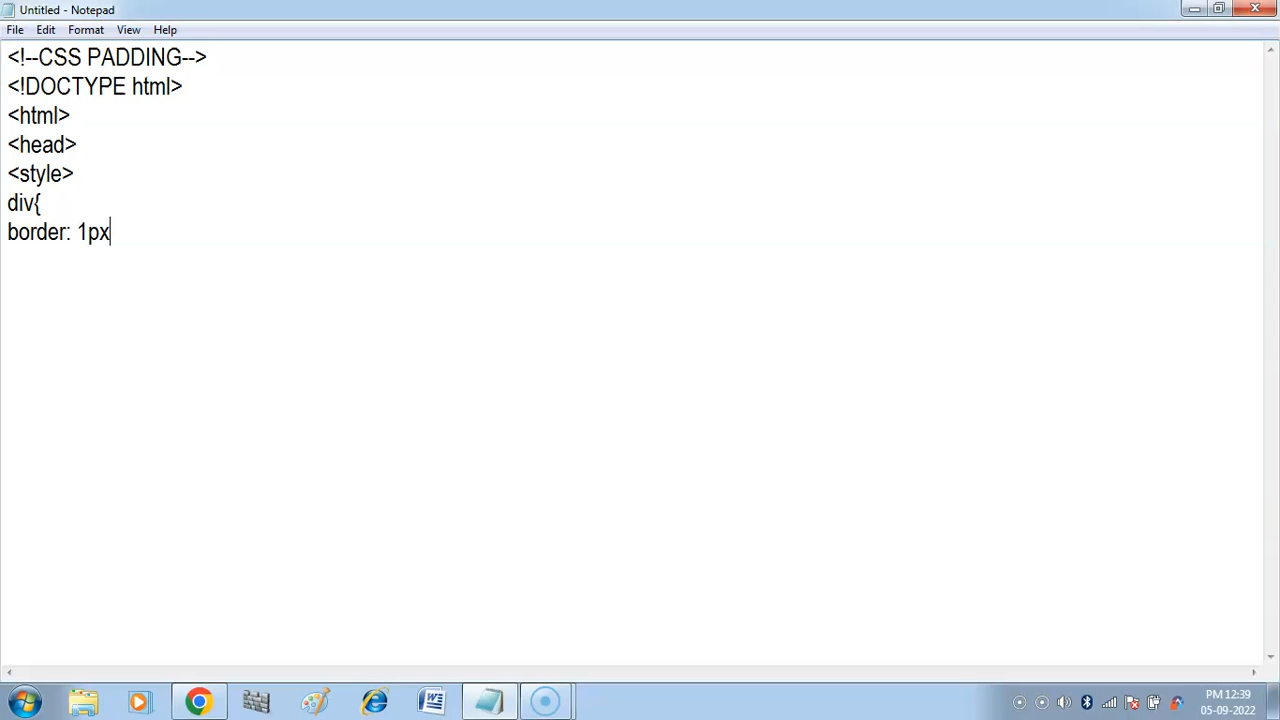 Untitled - Notepad
File Edit Format View Help
<!--CSS PADDING-->
<!DOCTYPE html>
<html>
<head>
<style>
div{
border: 1px
PM 12:39
05-09-2022